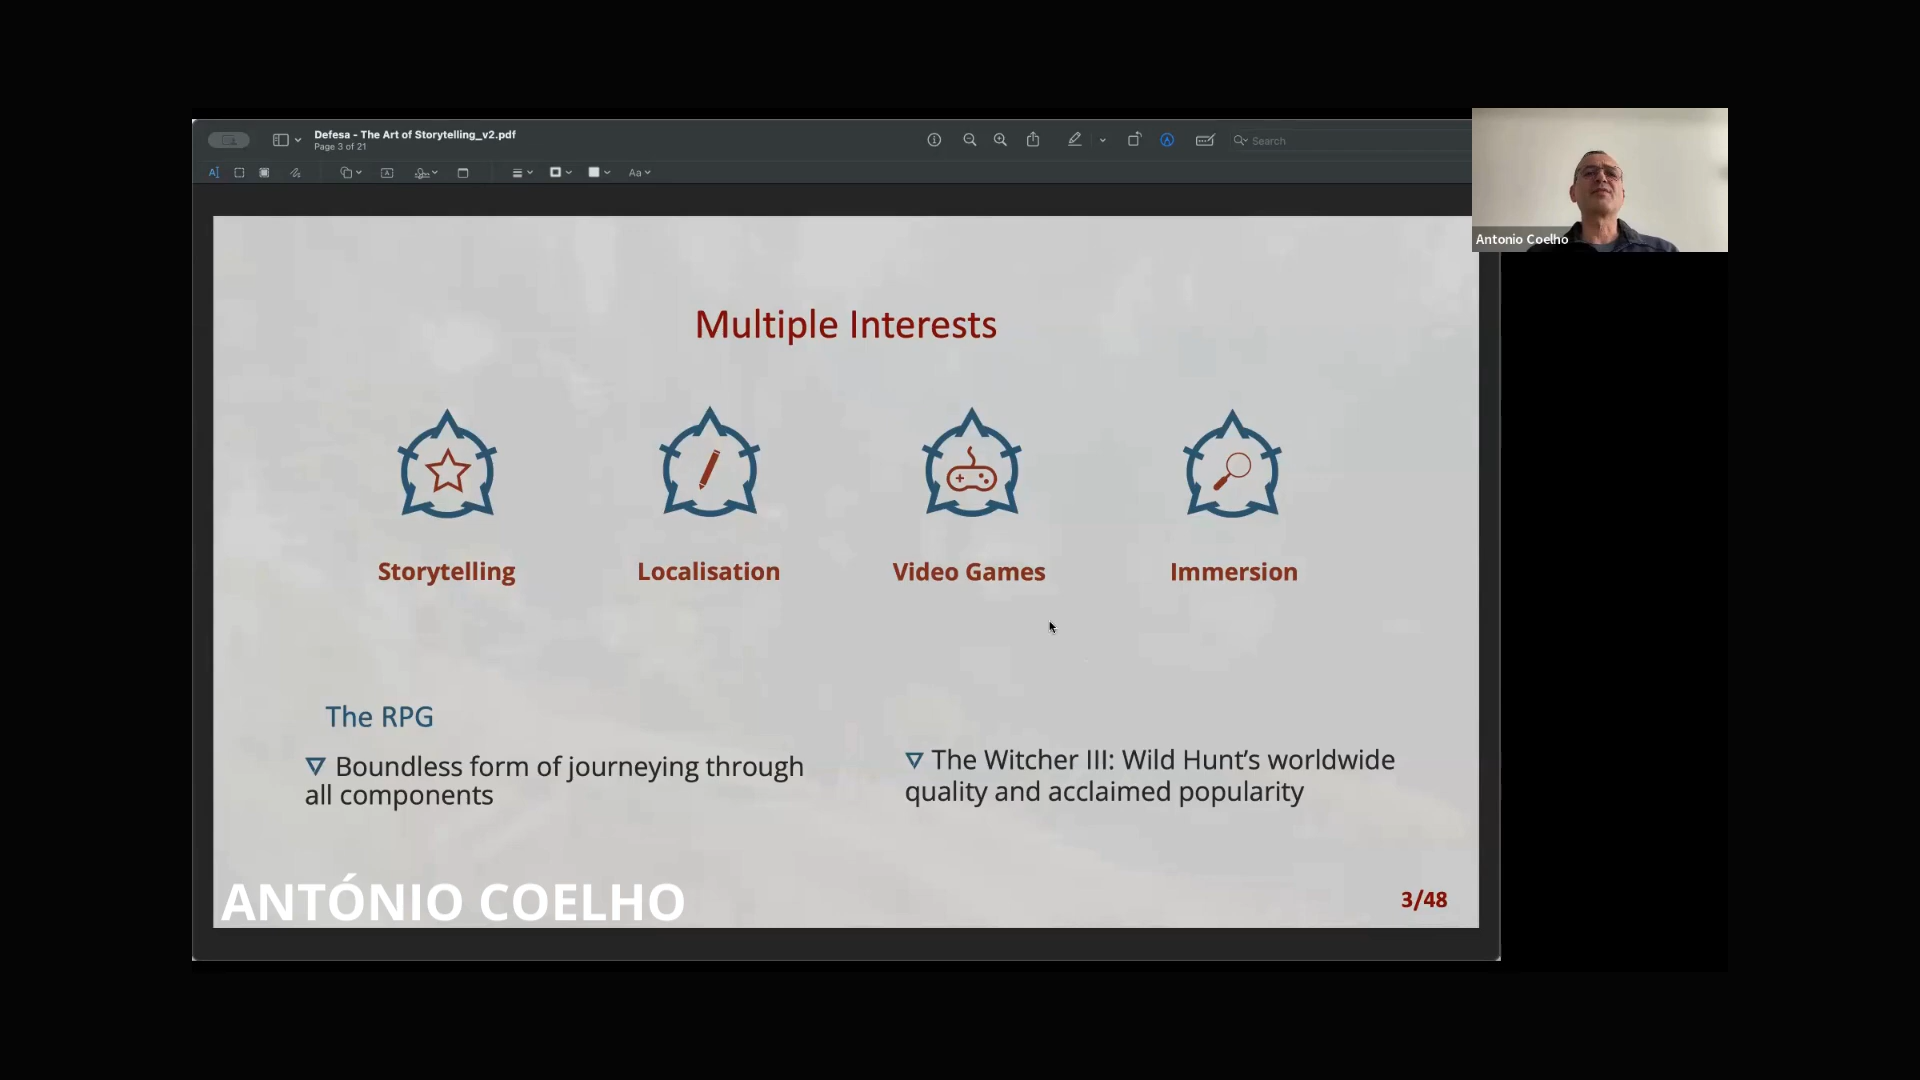 Defesa - The Art of Storytelling_v2.pdf
Page 3 of 21
Search
Aa
Antonio Coelho
Multiple Interests
Storytelling
Localisation
Video Games
Immersion
The RPG
Boundless form of journeying through
all components
The Witcher III: Wild Hunt’s worldwide
quality and acclaimed popularity
ANTÓNIO COELHO
3/48